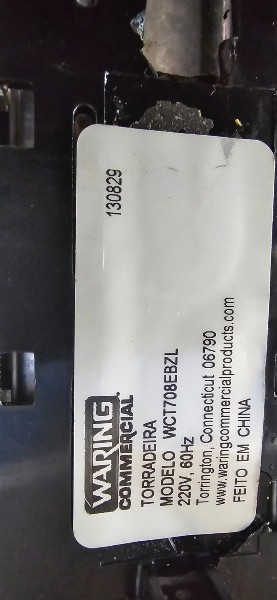 130829
WARING
COMMERCIAL
TORRADEIRA
MODELO WCT708EBZL
220V, 60Hz
Torrington, Connecticut 06790
www.waringcommercialproducts.com
FEITO EM CHINA